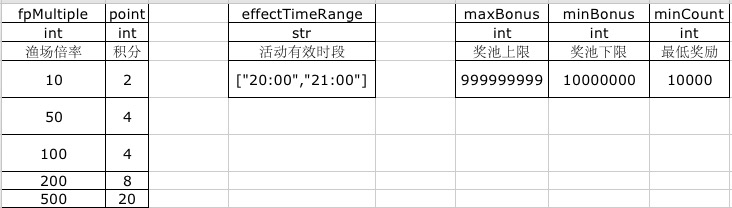 fpMultiple point effectTimeRange maxBonus minBonus minCount
int int str int int int
渔场倍率 积分 活动有效时段 奖池上限 奖池下限 最低奖励
10 2 ["20:00","21:00"] 999999999 10000000 10000
50 4
100 4
200 8
500 20